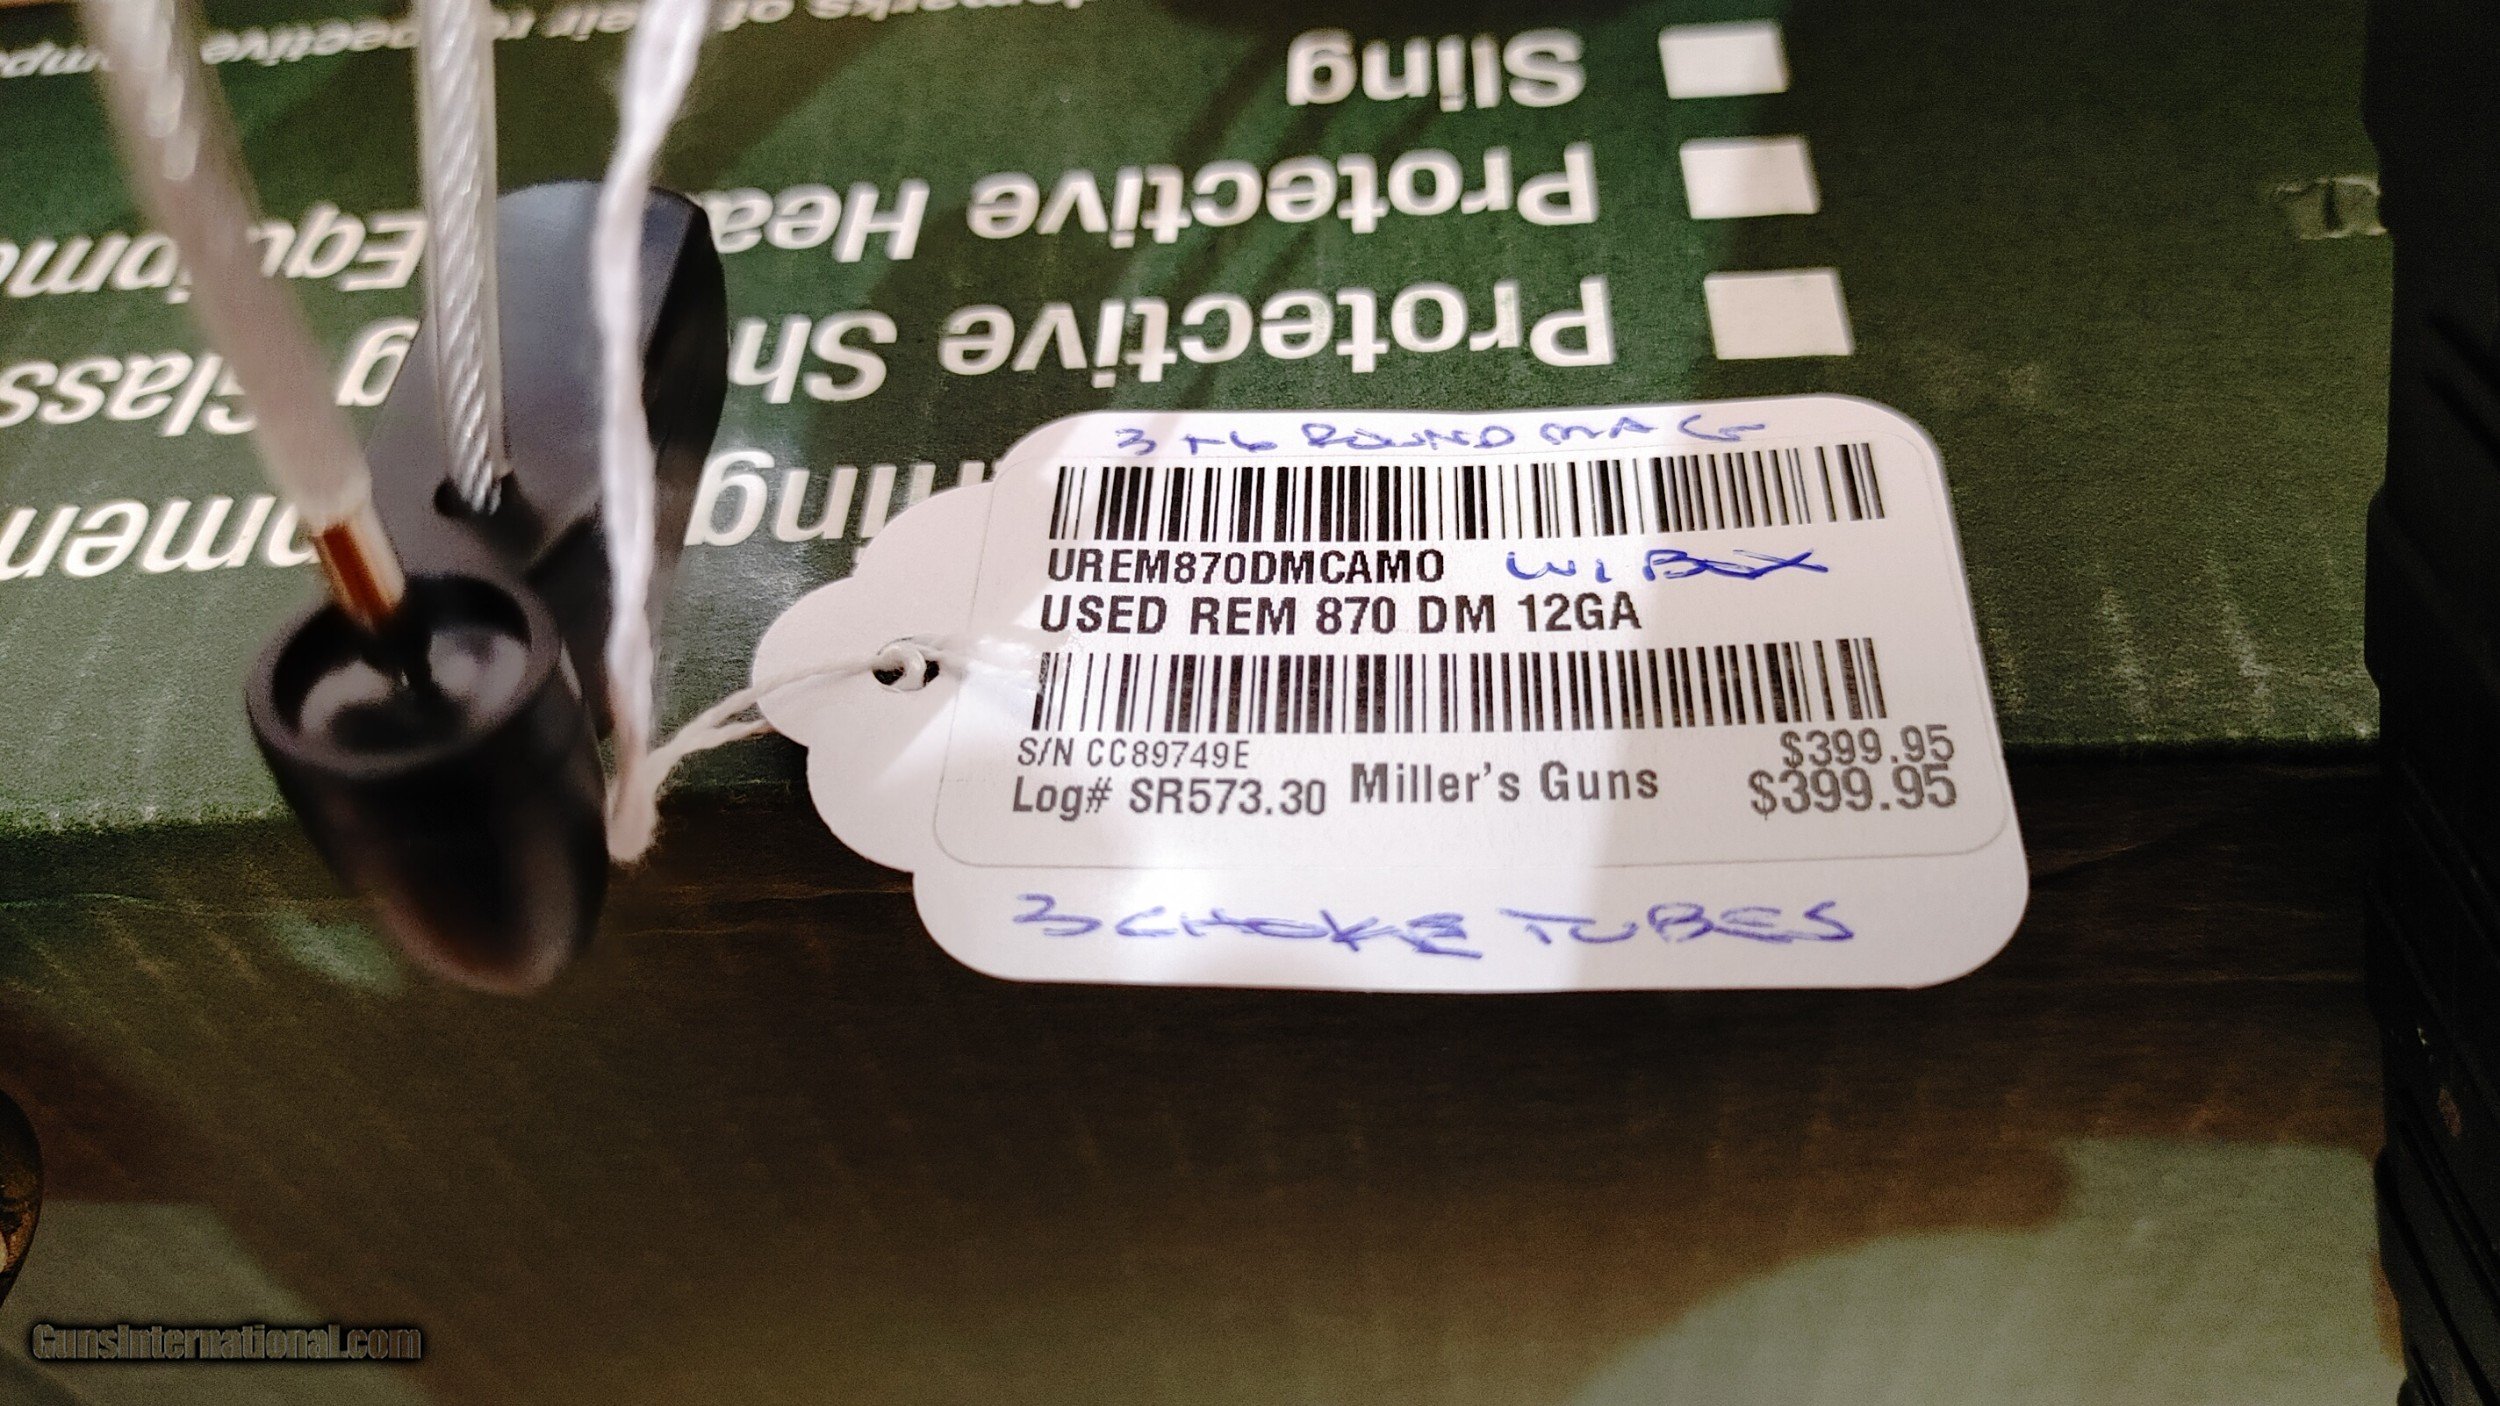 3 + 6 ROUND MAG
UREM870DMCAMO W/ BOX
USED REM 870 DM 12GA
S/N CC89749E
$399.95
Log# SR573.30 Miller's Guns $399.95
3 CHOKE TUBES
Protective Sh
g
Protective Hea
Sling
GunsInternational.com